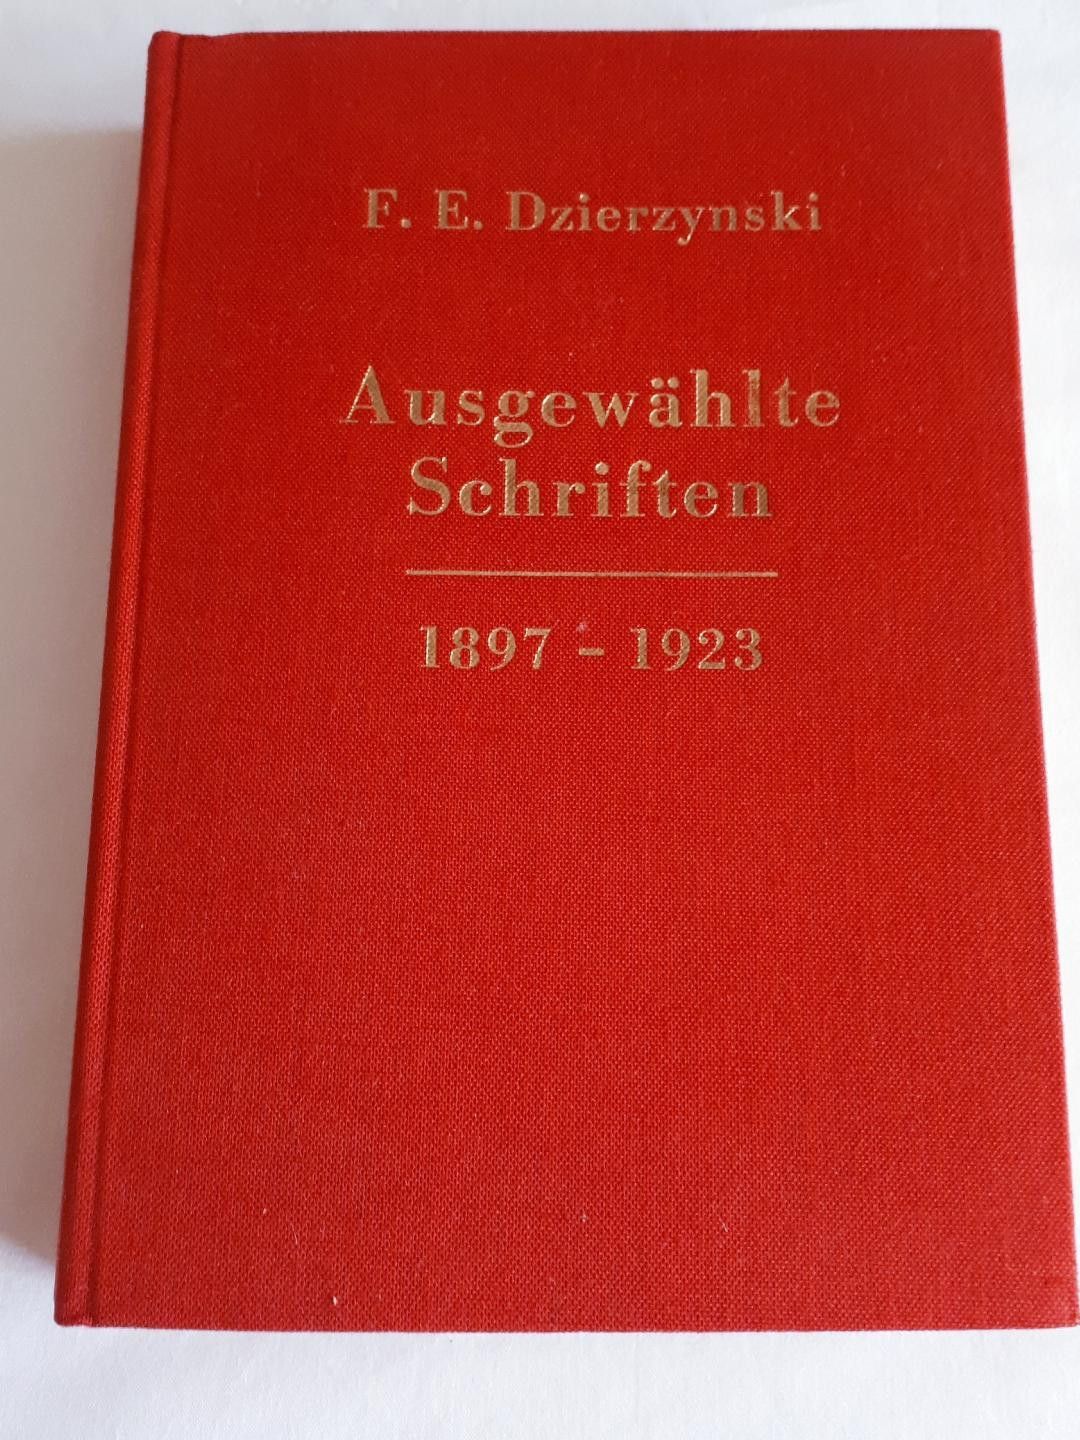 F. E. Dzierzynski
Ausgewählte
Schriften
1897 – 1923